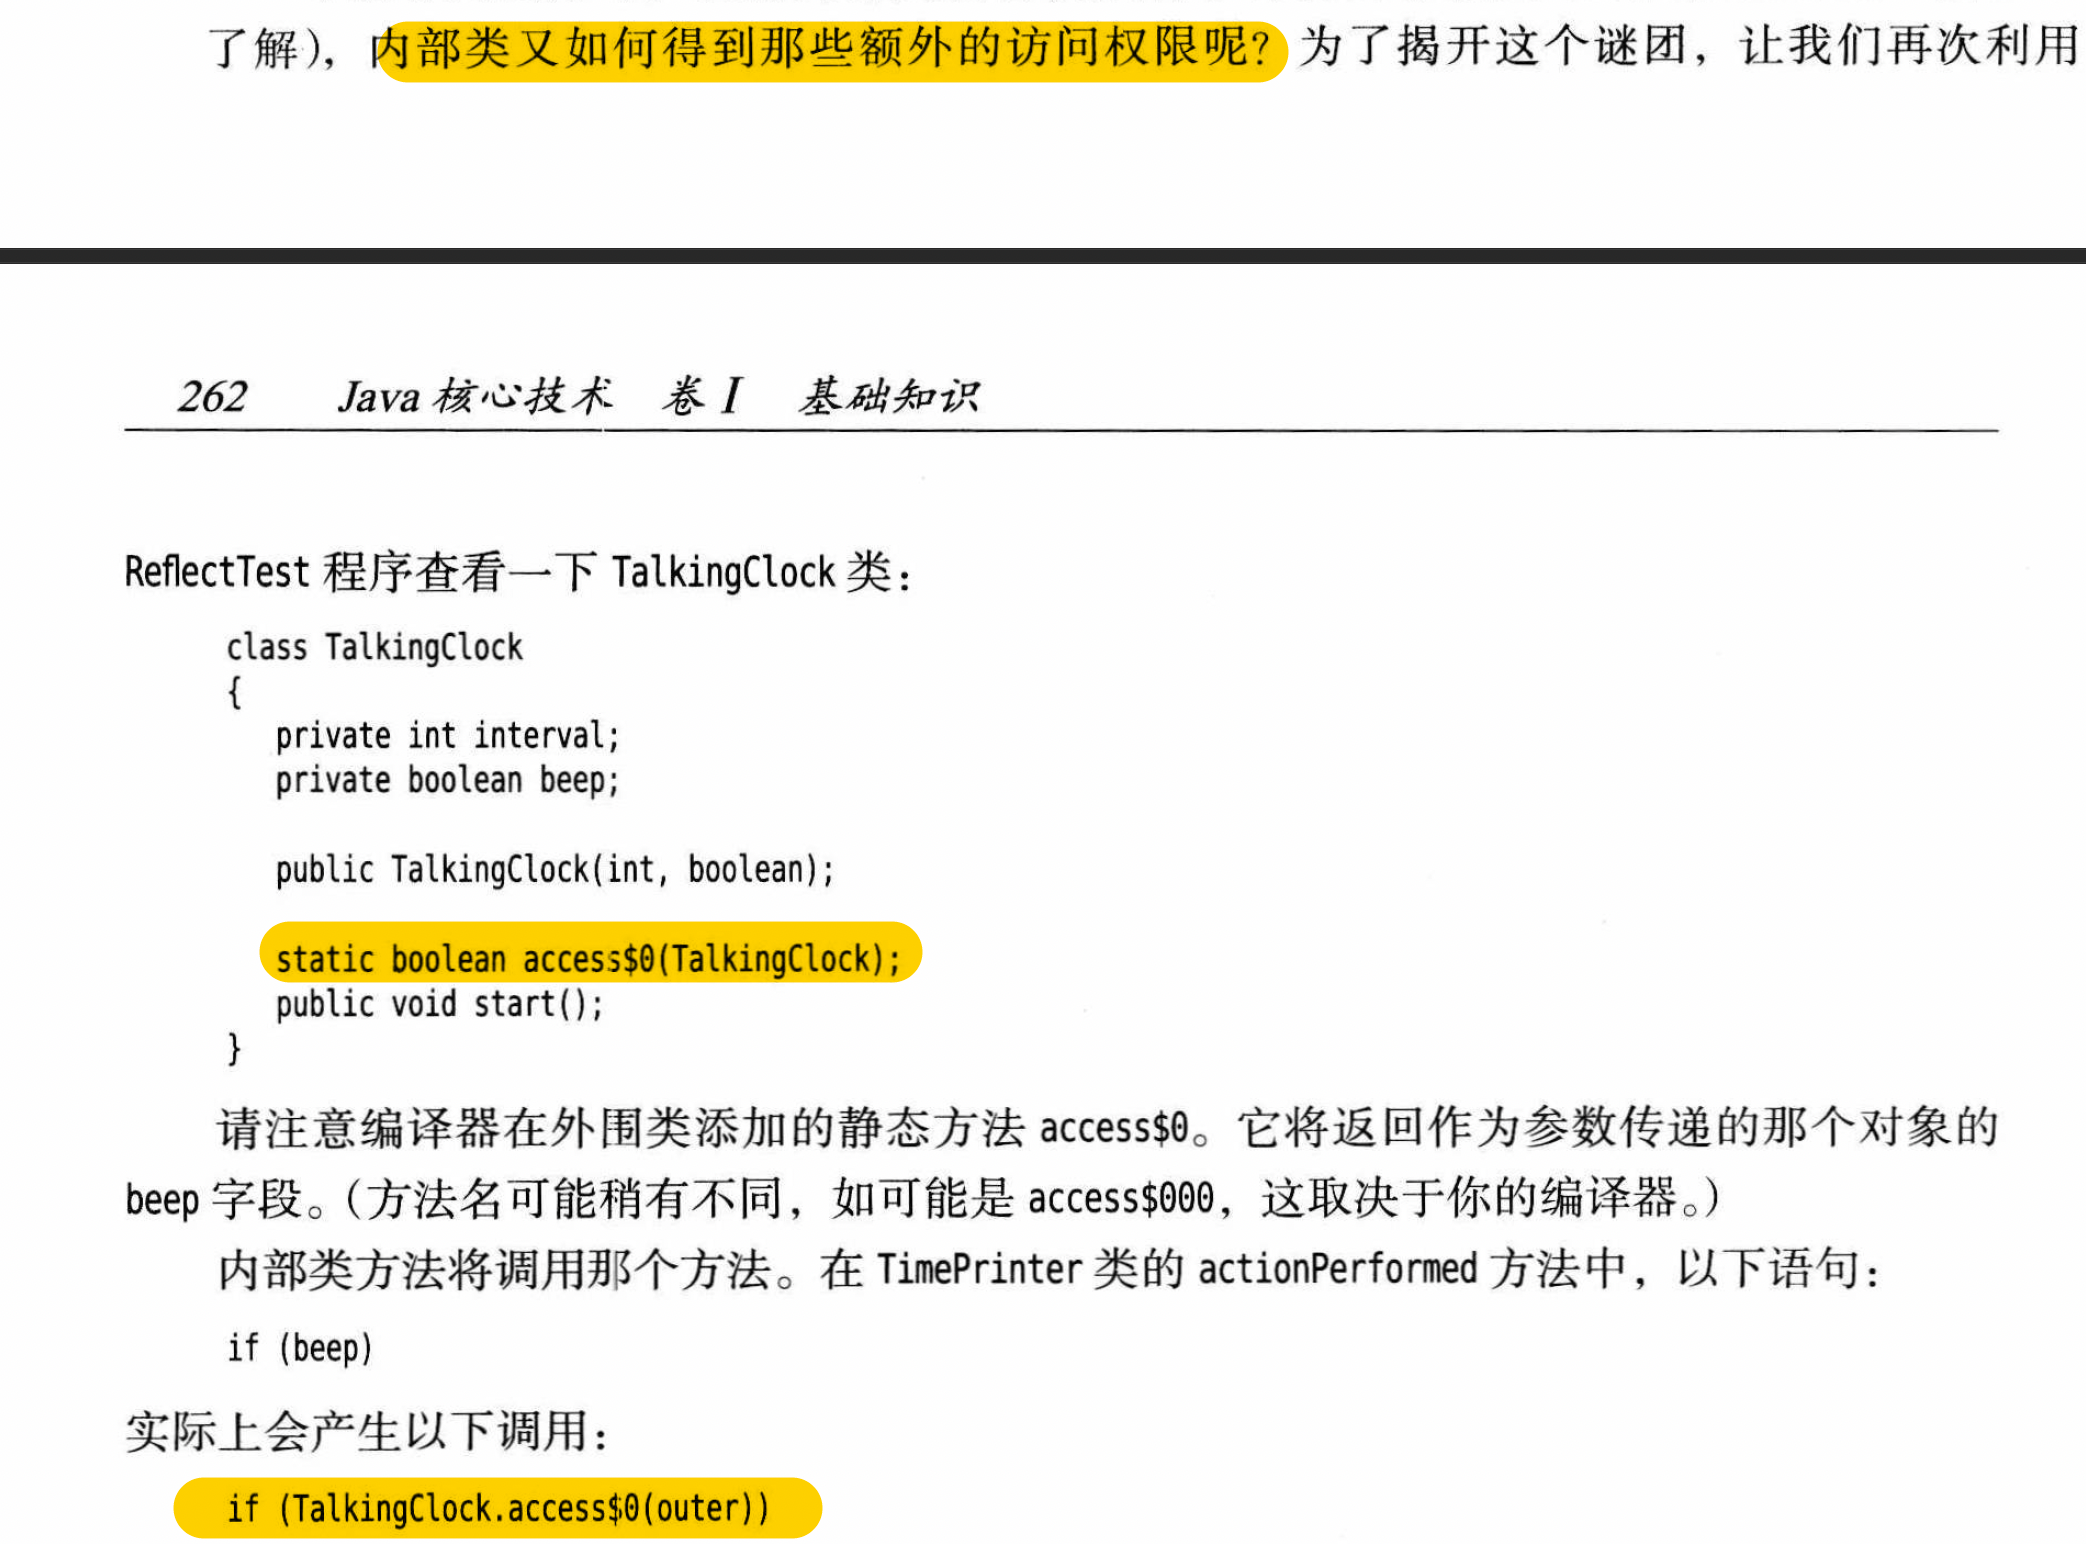 了解），内部类又如何得到那些额外的访问权限呢？为了揭开这个谜团，让我们再次利用
262 Java 核心技术 卷 I 基础知识
ReflectTest 程序查看一下 TalkingClock 类：
class TalkingClock
{
private int interval;
private boolean beep;
public TalkingClock(int, boolean);
static boolean access$0(TalkingClock);
public void start();
}
请注意编译器在外围类添加的静态方法 access$0。它将返回作为参数传递的那个对象的
beep 字段。（方法名可能稍有不同，如可能是 access$000，这取决于你的编译器。）
内部类方法将调用那个方法。在 TimePrinter 类的 actionPerformed 方法中，以下语句：
if (beep)
实际上会产生以下调用：
if (TalkingClock.access$0(outer))